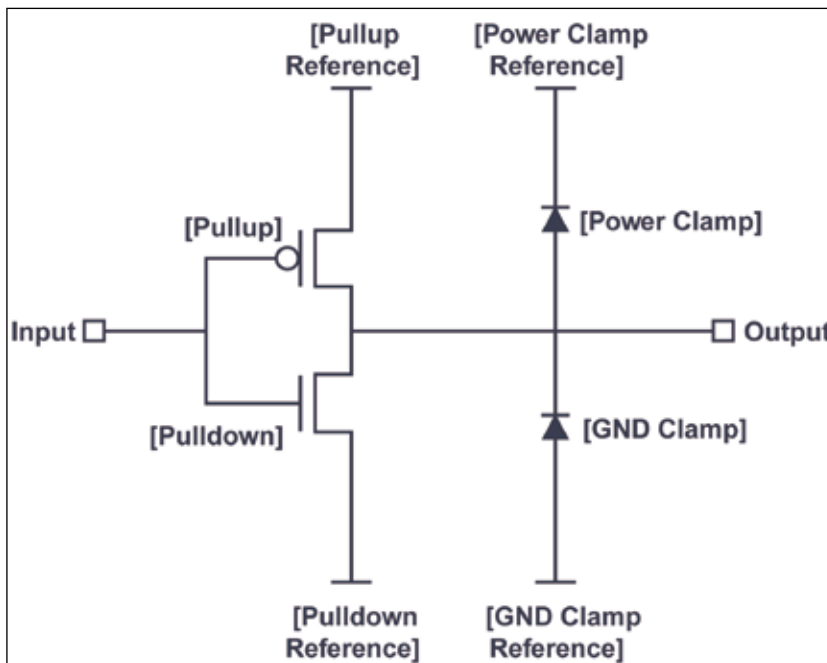 [Pullup
Reference]
[Power Clamp
Reference]
[Pullup]
[Power Clamp]
Input
Output
[Pulldown]
[GND Clamp]
[Pulldown
Reference]
[GND Clamp
Reference]